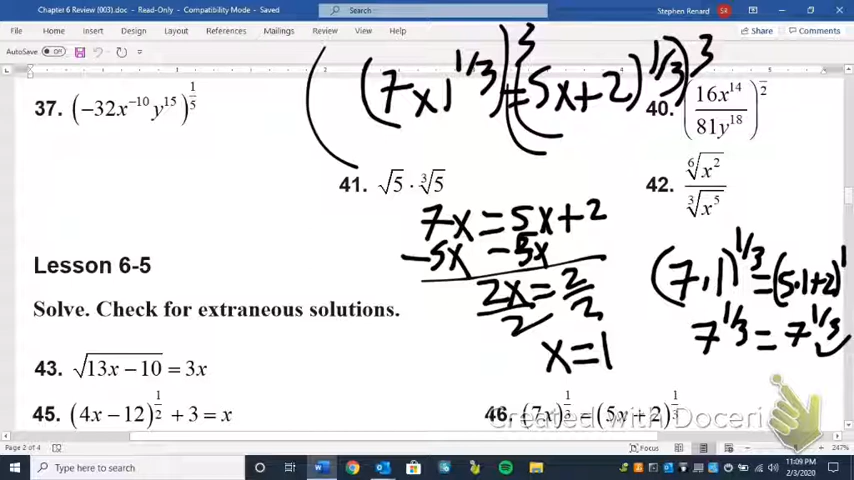 Chapter 6 Review (003).doc - Read-Only - Compatibility Mode - Saved
Search
Stephen Renard SR
File Home Insert Draw Design Layout References Mailings Review View Help Share Comments
AutoSave Off
(7x)^{1/3})^3 = (5x+2)^{1/3})^3
37. (−32x^{−10} y^{15})^{1/5}
40. (16x^{14} / 81y^{18})^{1/2}
41. √5 · ∛5
42. ⁶√x² / ³√x⁵
7x = 5x+2
−5x −5x
2x = 2
2 2
x = 1
(7·1)^{1/3} = (5·1+2)^1
7^{1/3} = 7^{1/3}
Lesson 6-5
Solve. Check for extraneous solutions.
43. √13x − 10 = 3x
45. (4x − 12)^{1/2} + 3 = x
46. (7x)^{1/3} = (5x + 2)^{1/3}
Created with Doceri
Page 2 of 4
Focus
247%
Type here to search
11:09 PM
2/3/2020